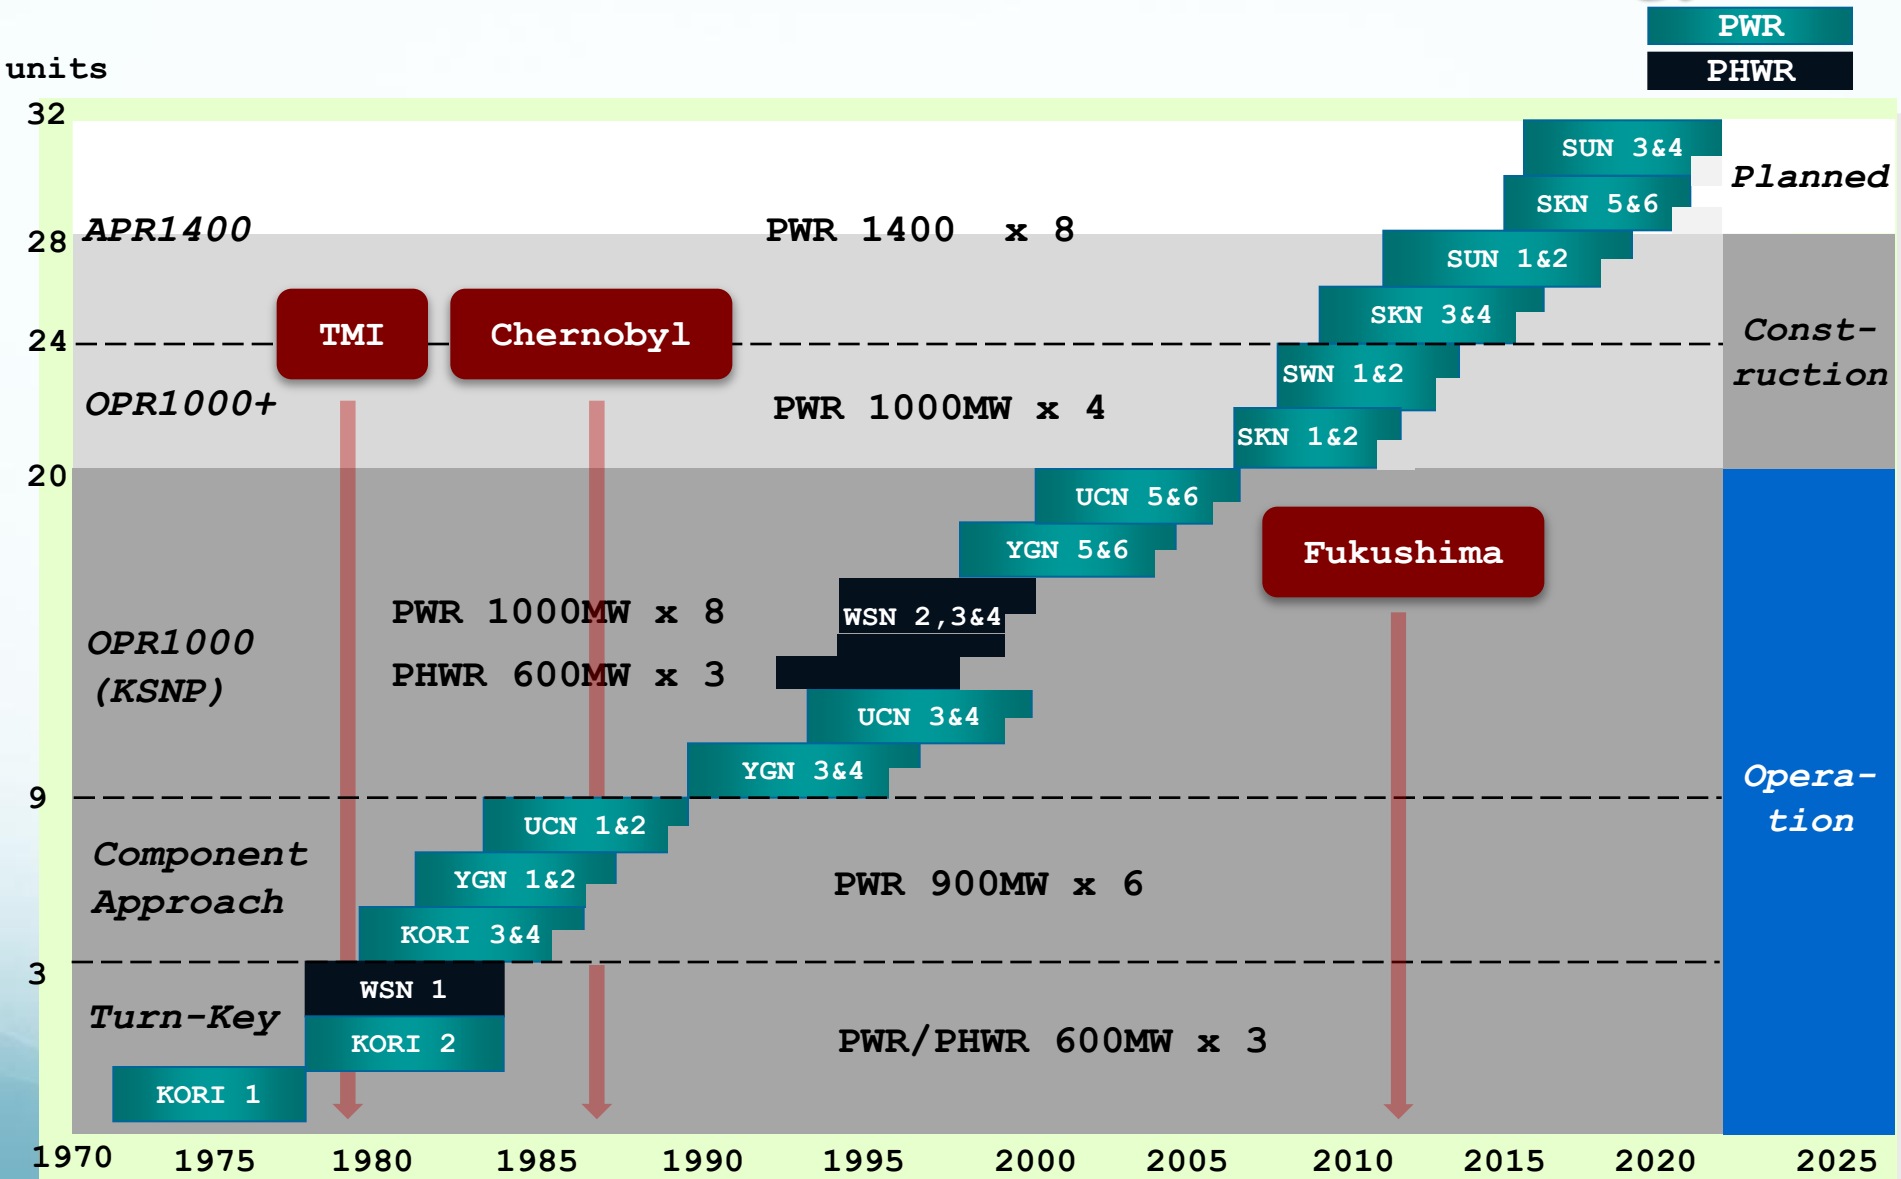 PWR
PHWR
units
32
28
24
20
9
3
SUN 3&4
Planned
SKN 5&6
APR1400
PWR 1400 x 8
SUN 1&2
TMI
Chernobyl
SKN 3&4
Const-
ruction
SWN 1&2
OPR1000+
PWR 1000MW x 4
SKN 1&2
UCN 5&6
YGN 5&6
Fukushima
PWR 1000MW x 8
WSN 2,3&4
OPR1000
(KSNP)
PHWR 600MW x 3
UCN 3&4
YGN 3&4
Opera-
tion
UCN 1&2
Component
Approach
YGN 1&2
PWR 900MW x 6
KORI 3&4
WSN 1
Turn-Key
KORI 2
PWR/PHWR 600MW x 3
KORI 1
1970 1975 1980 1985 1990 1995 2000 2005 2010 2015 2020 2025